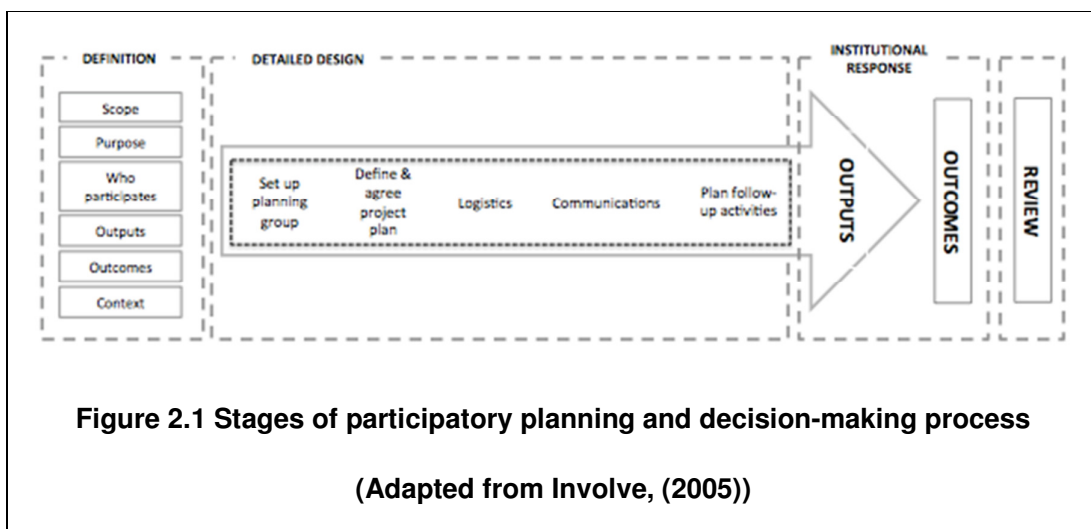 DEFINITION
Scope
Purpose
Who
participates
Outputs
Outcomes
Context
DETAILED DESIGN
Set up
planning
group
Define &
agree
project
plan
Logistics
Communications
Plan follow-
up activities
INSTITUTIONAL
RESPONSE
OUTPUTS
OUTCOMES
REVIEW
Figure 2.1 Stages of participatory planning and decision-making process
(Adapted from Involve, (2005))